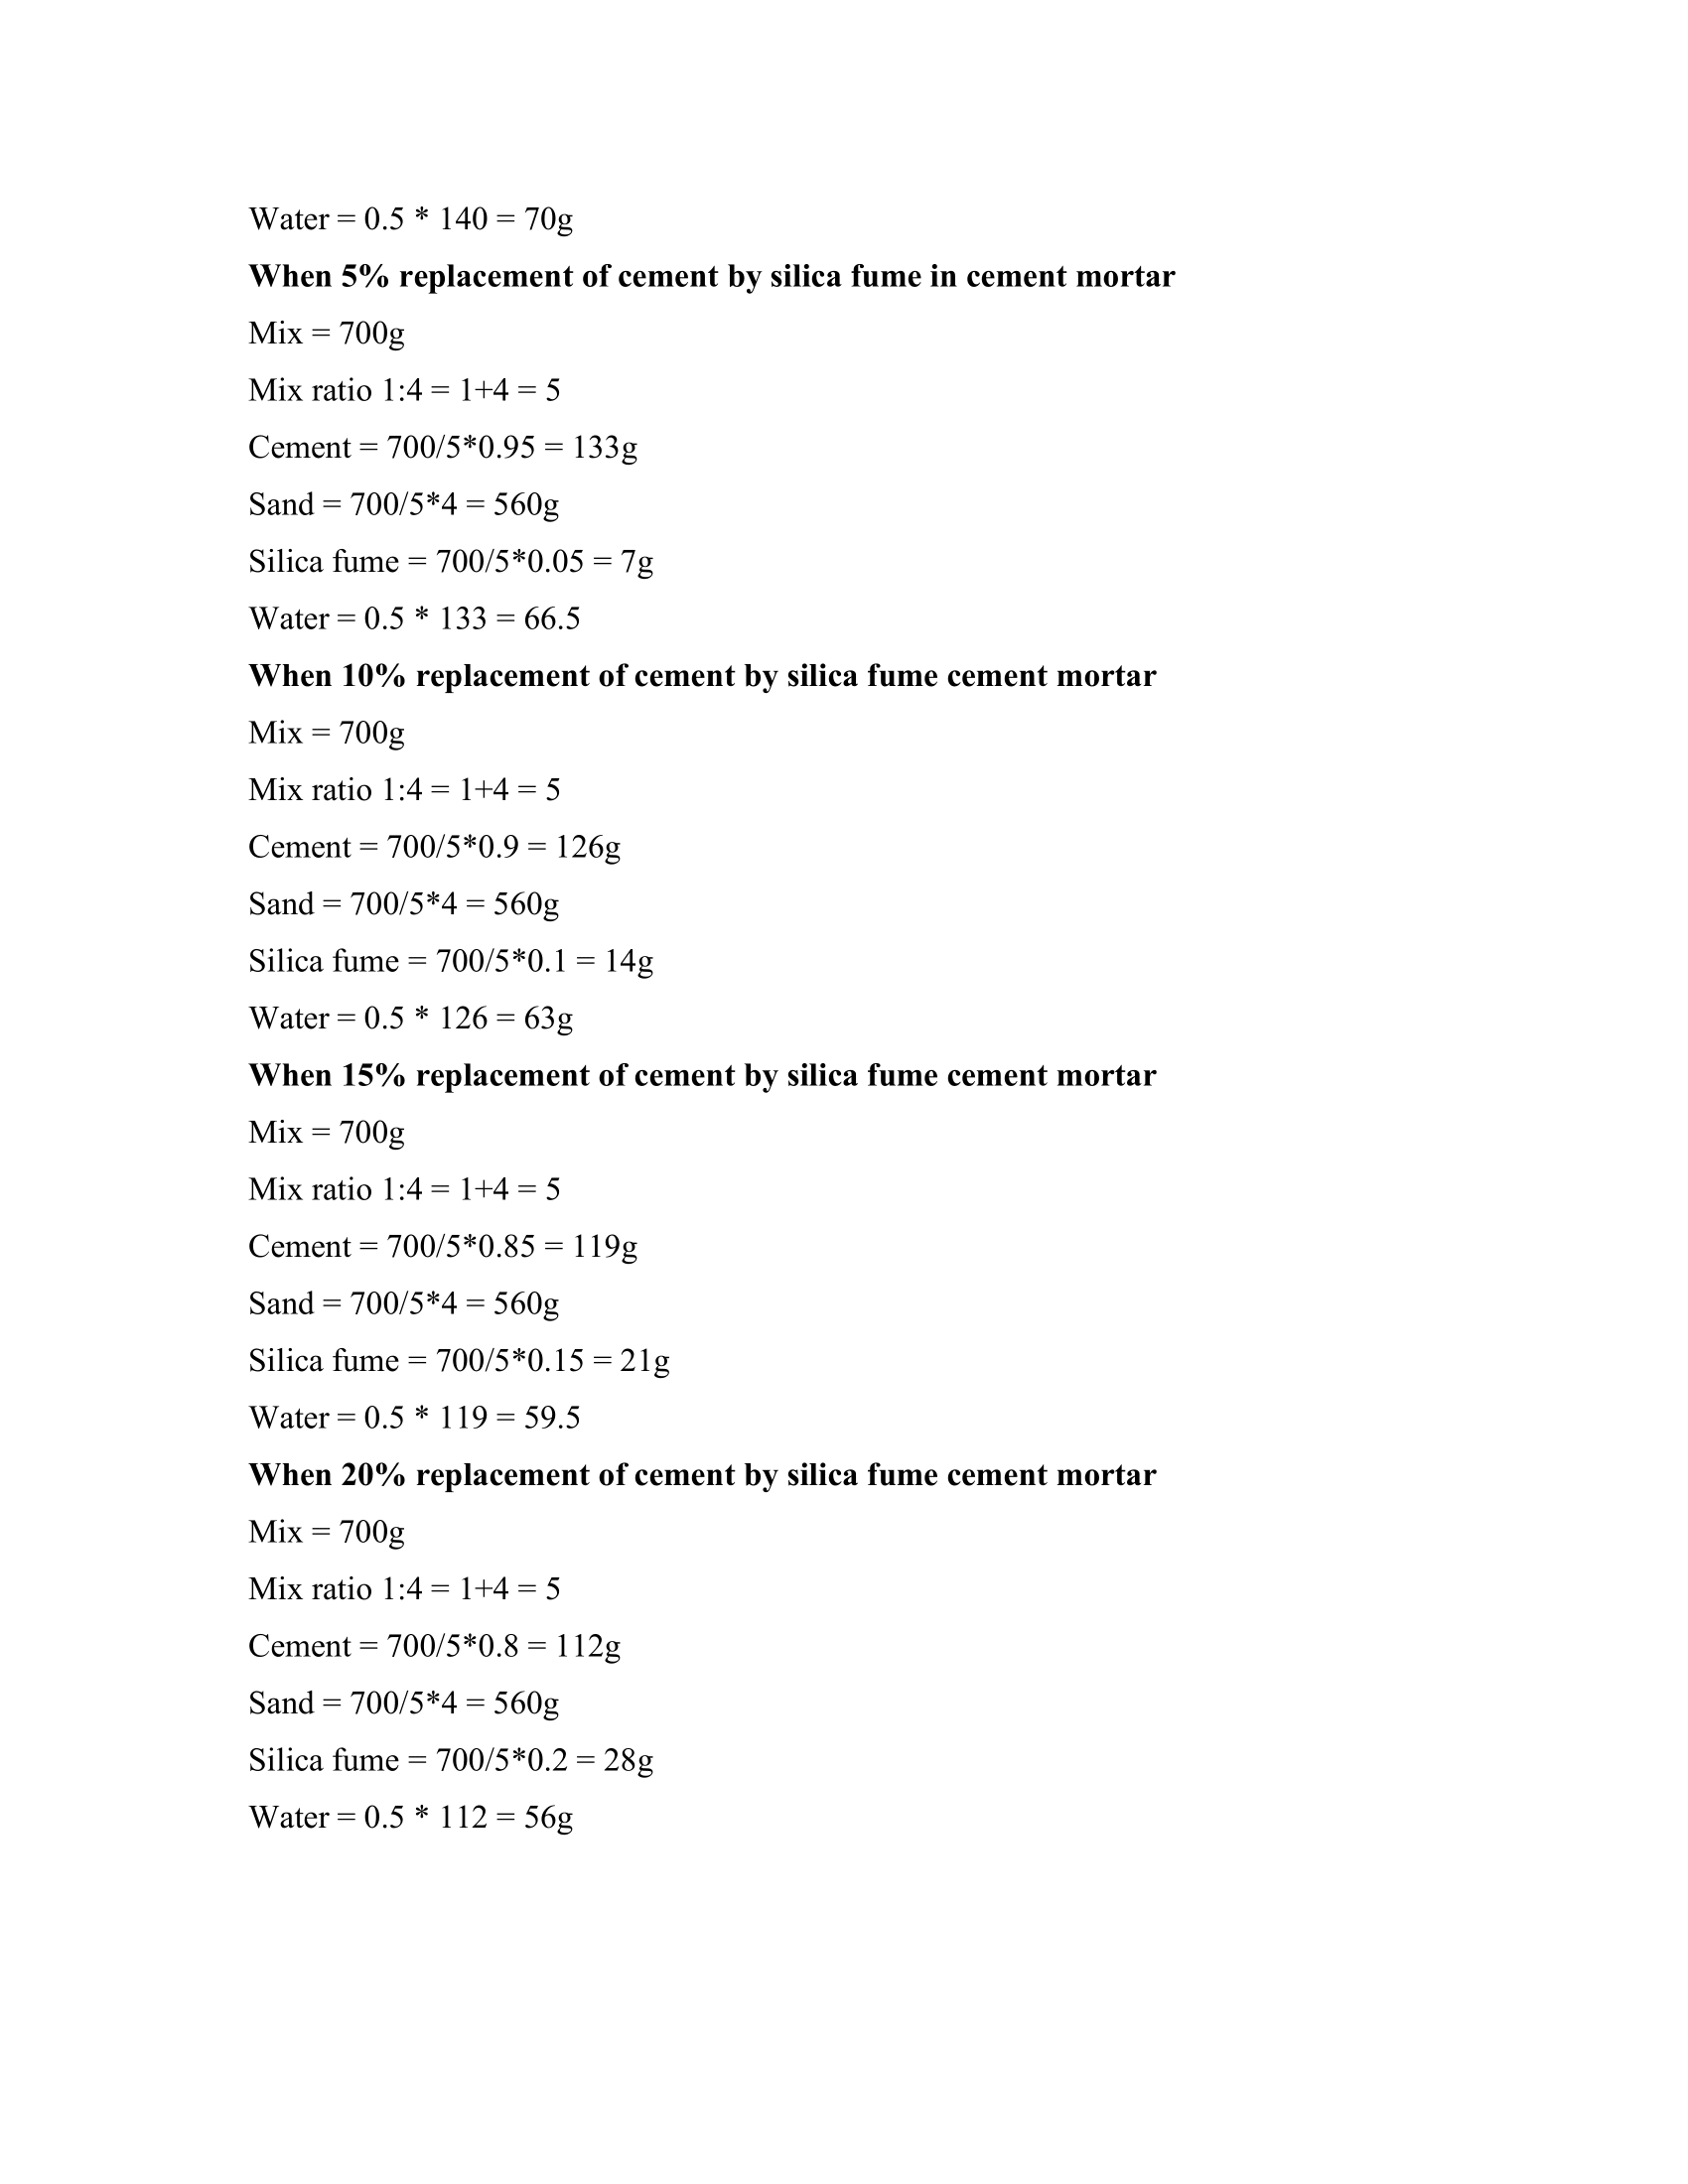 Water = 0.5 * 140 = 70g
When 5% replacement of cement by silica fume in cement mortar
Mix = 700g
Mix ratio 1:4 = 1+4 = 5
Cement = 700/5*0.95 = 133g
Sand = 700/5*4 = 560g
Silica fume = 700/5*0.05 = 7g
Water = 0.5 * 133 = 66.5
When 10% replacement of cement by silica fume cement mortar
Mix = 700g
Mix ratio 1:4 = 1+4 = 5
Cement = 700/5*0.9 = 126g
Sand = 700/5*4 = 560g
Silica fume = 700/5*0.1 = 14g
Water = 0.5 * 126 = 63g
When 15% replacement of cement by silica fume cement mortar
Mix = 700g
Mix ratio 1:4 = 1+4 = 5
Cement = 700/5*0.85 = 119g
Sand = 700/5*4 = 560g
Silica fume = 700/5*0.15 = 21g
Water = 0.5 * 119 = 59.5
When 20% replacement of cement by silica fume cement mortar
Mix = 700g
Mix ratio 1:4 = 1+4 = 5
Cement = 700/5*0.8 = 112g
Sand = 700/5*4 = 560g
Silica fume = 700/5*0.2 = 28g
Water = 0.5 * 112 = 56g